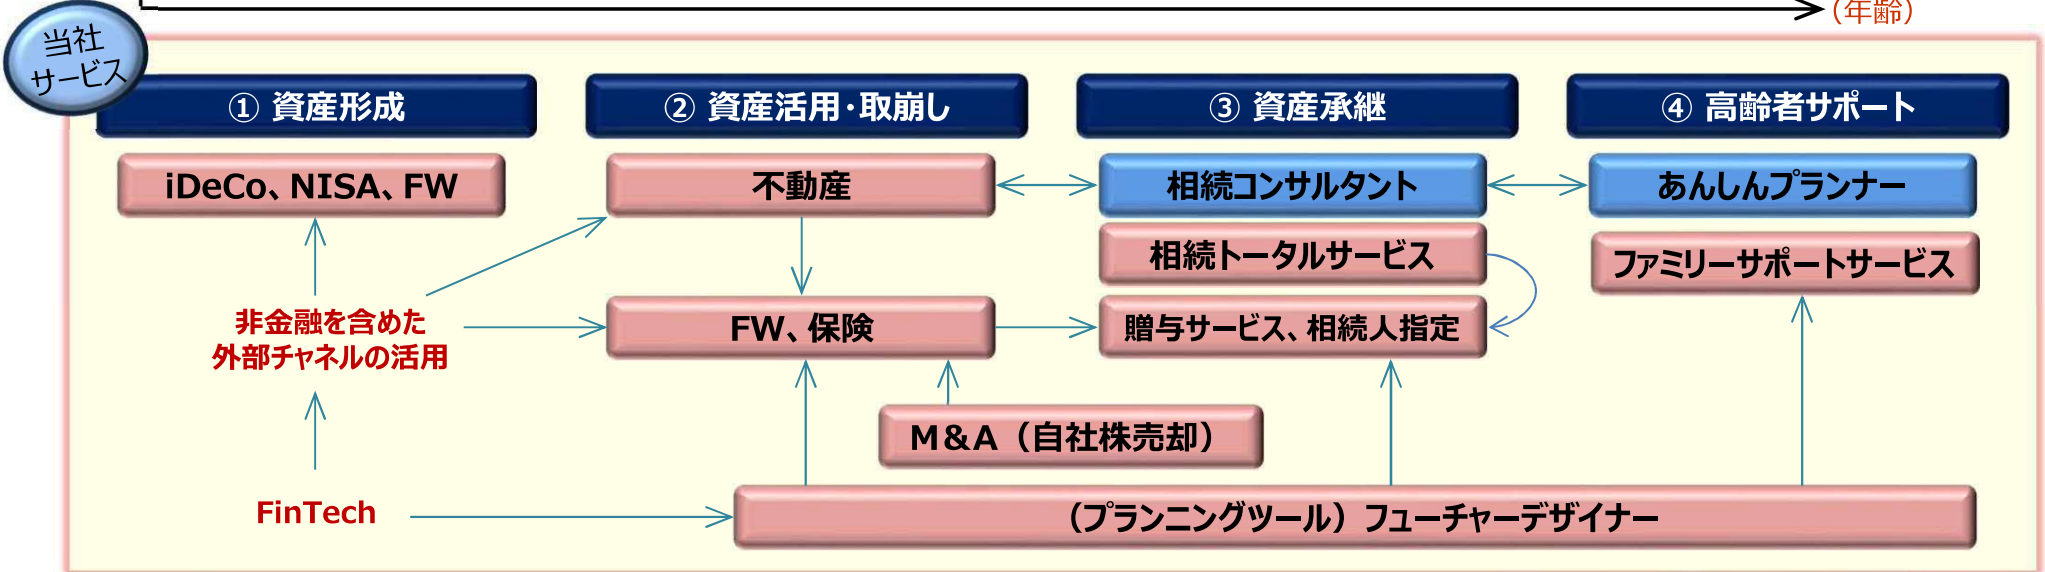 （年齢）
当社
サービス
① 資産形成
② 資産活用・取崩し
③ 資産承継
④ 高齢者サポート
iDeCo、NISA、FW
不動産
相続コンサルタント
あんしんプランナー
相続トータルサービス
ファミリーサポートサービス
非金融を含めた
外部チャネルの活用
FW、保険
贈与サービス、相続人指定
M&A（自社株売却）
FinTech
（プランニングツール）フューチャーデザイナー